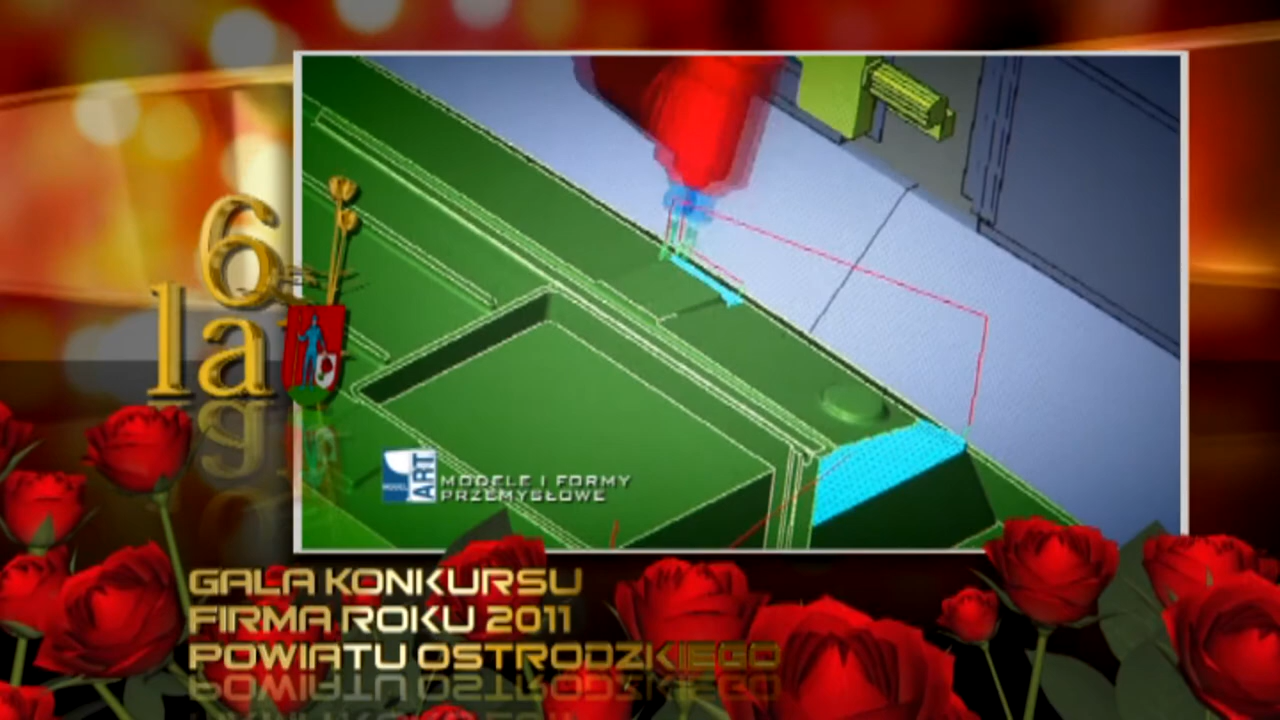 6
lat
MODEL
ART
MODELE I FORMY
PRZEMYSŁOWE
GALA KONKURSU
FIRMA ROKU 2011
POWIATU OSTRODZKIEGO